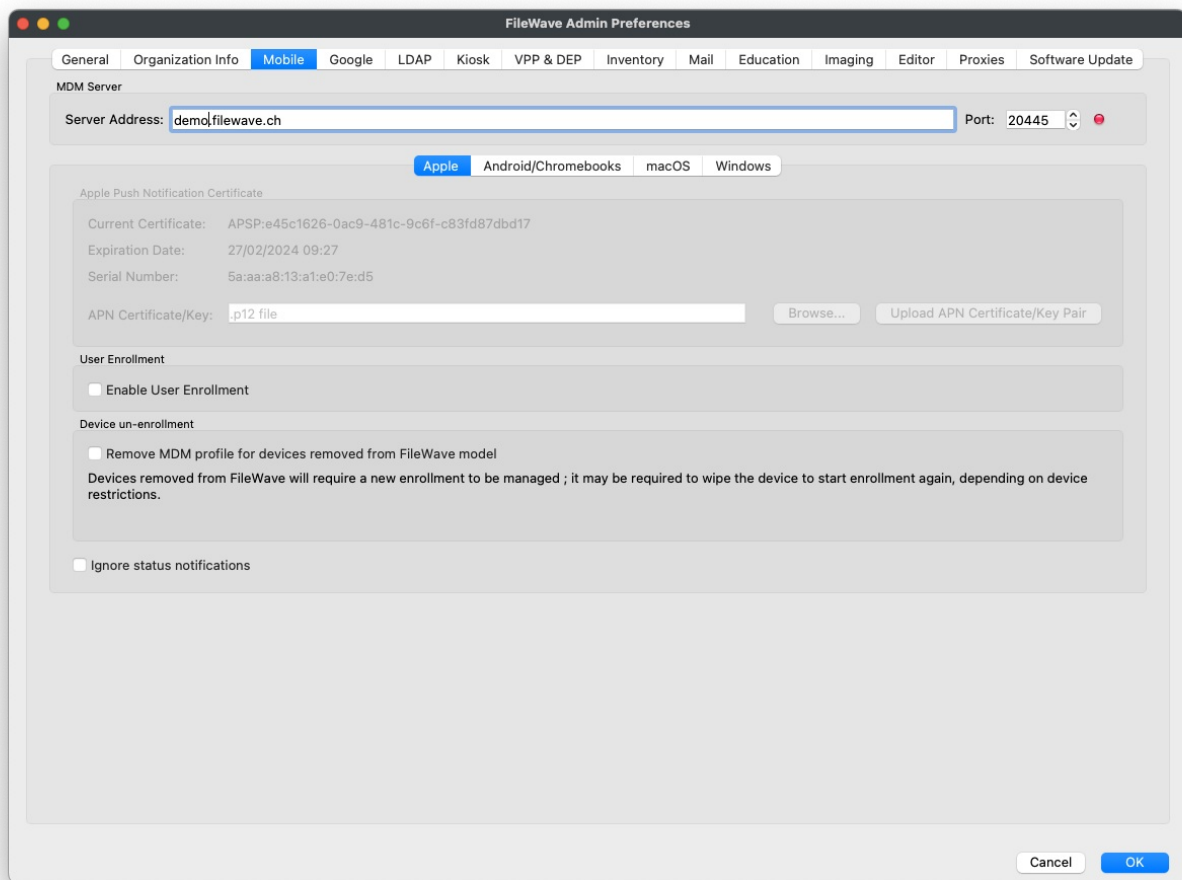 FileWave Admin Preferences
General Organization Info Mobile Google LDAP Kiosk VPP & DEP Inventory Mail Education Imaging Editor Proxies Software Update
MDM Server
Server Address: demo.filewave.ch Port: 20445
Apple Android/Chromebooks macOS Windows
Apple Push Notification Certificate
Current Certificate: APSP:e45c1626-0ac9-481c-9c6f-c83fd87dbd17
Expiration Date: 27/02/2024 09:27
Serial Number: 5a:aa:a8:13:a1:e0:7e:d5
APN Certificate/Key: .p12 file Browse... Upload APN Certificate/Key Pair
User Enrollment
Enable User Enrollment
Device un-enrollment
Remove MDM profile for devices removed from FileWave model
Devices removed from FileWave will require a new enrollment to be managed ; it may be required to wipe the device to start enrollment again, depending on device
restrictions.
Ignore status notifications
Cancel OK